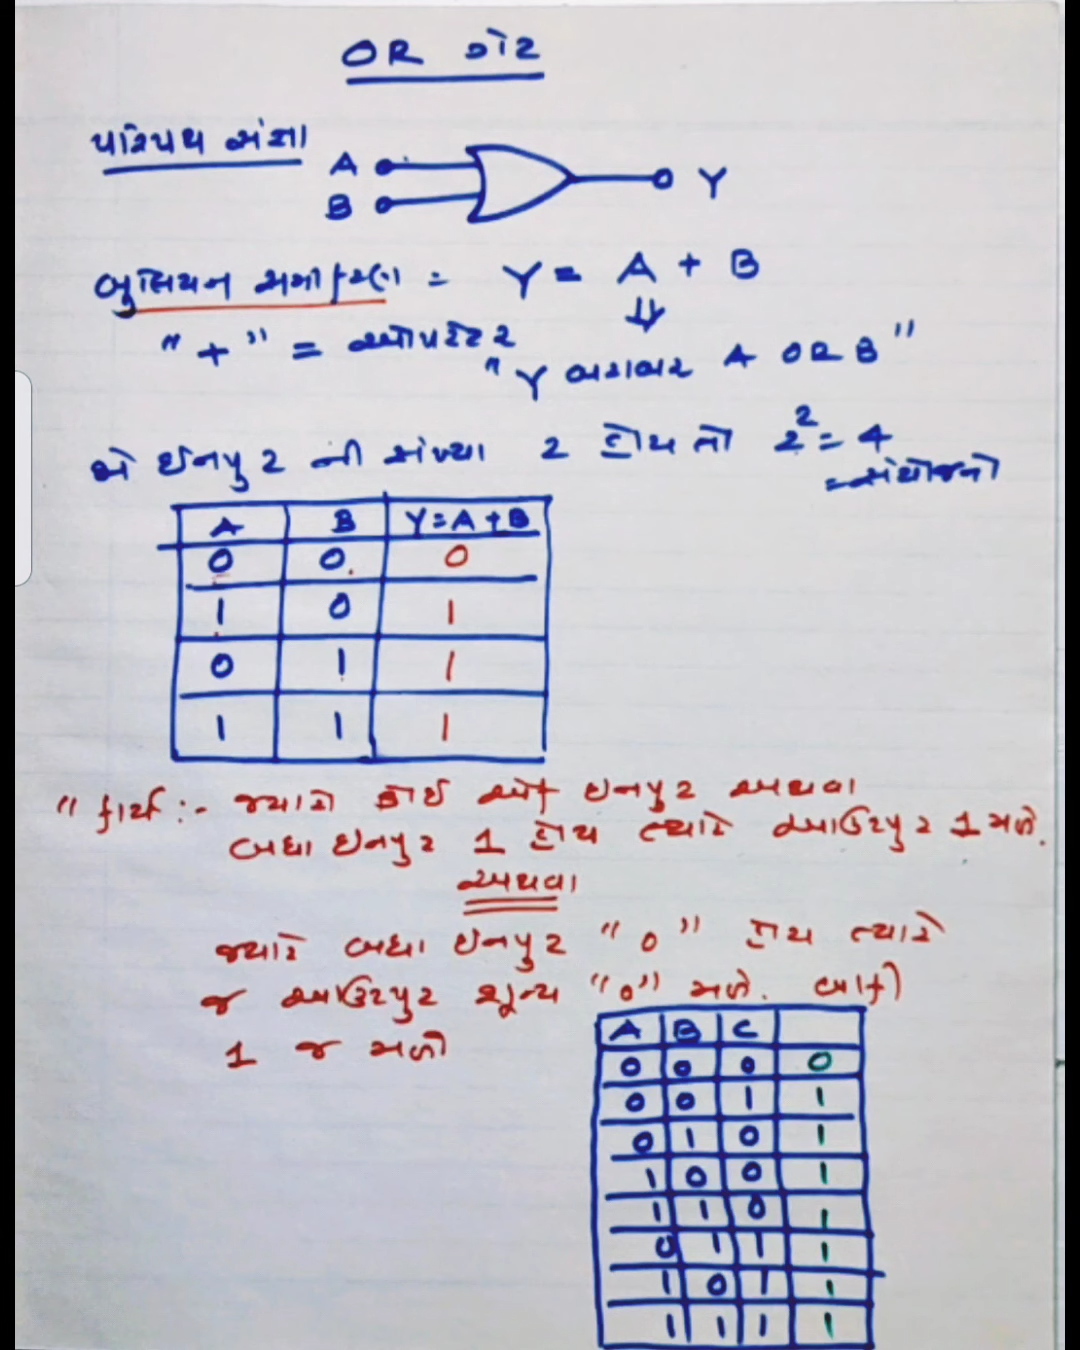 OR ગેટ
પરિપથ સંજ્ઞા
A
B
Y
બુલિયન સમીકરણ = Y = A + B
⇓
" + " = ઓપરેટર
" Y બરાબર A OR B "
જો ઈનપુટ ની સંખ્યા 2 હોય તો 2² = 4
= સંયોજનો
A B Y = A + B
0 0 0
1 0 1
0 1 1
1 1 1
" કાર્ય :- જ્યારે કોઈ એક ઇનપુટ અથવા
બધા ઇનપુટ 1 હોય ત્યારે આઉટપુટ 1 મળે.
અથવા
જ્યારે બધા ઇનપુટ " 0 " હોય ત્યારે
જ આઉટપુટ શૂન્ય "0" મળે. બાકી
1 જ મળે
A B C
0 0 0 0
0 0 1 1
0 1 0 1
1 0 0 1
1 1 0 1
0 1 1 1
1 0 1 1
1 1 1 1